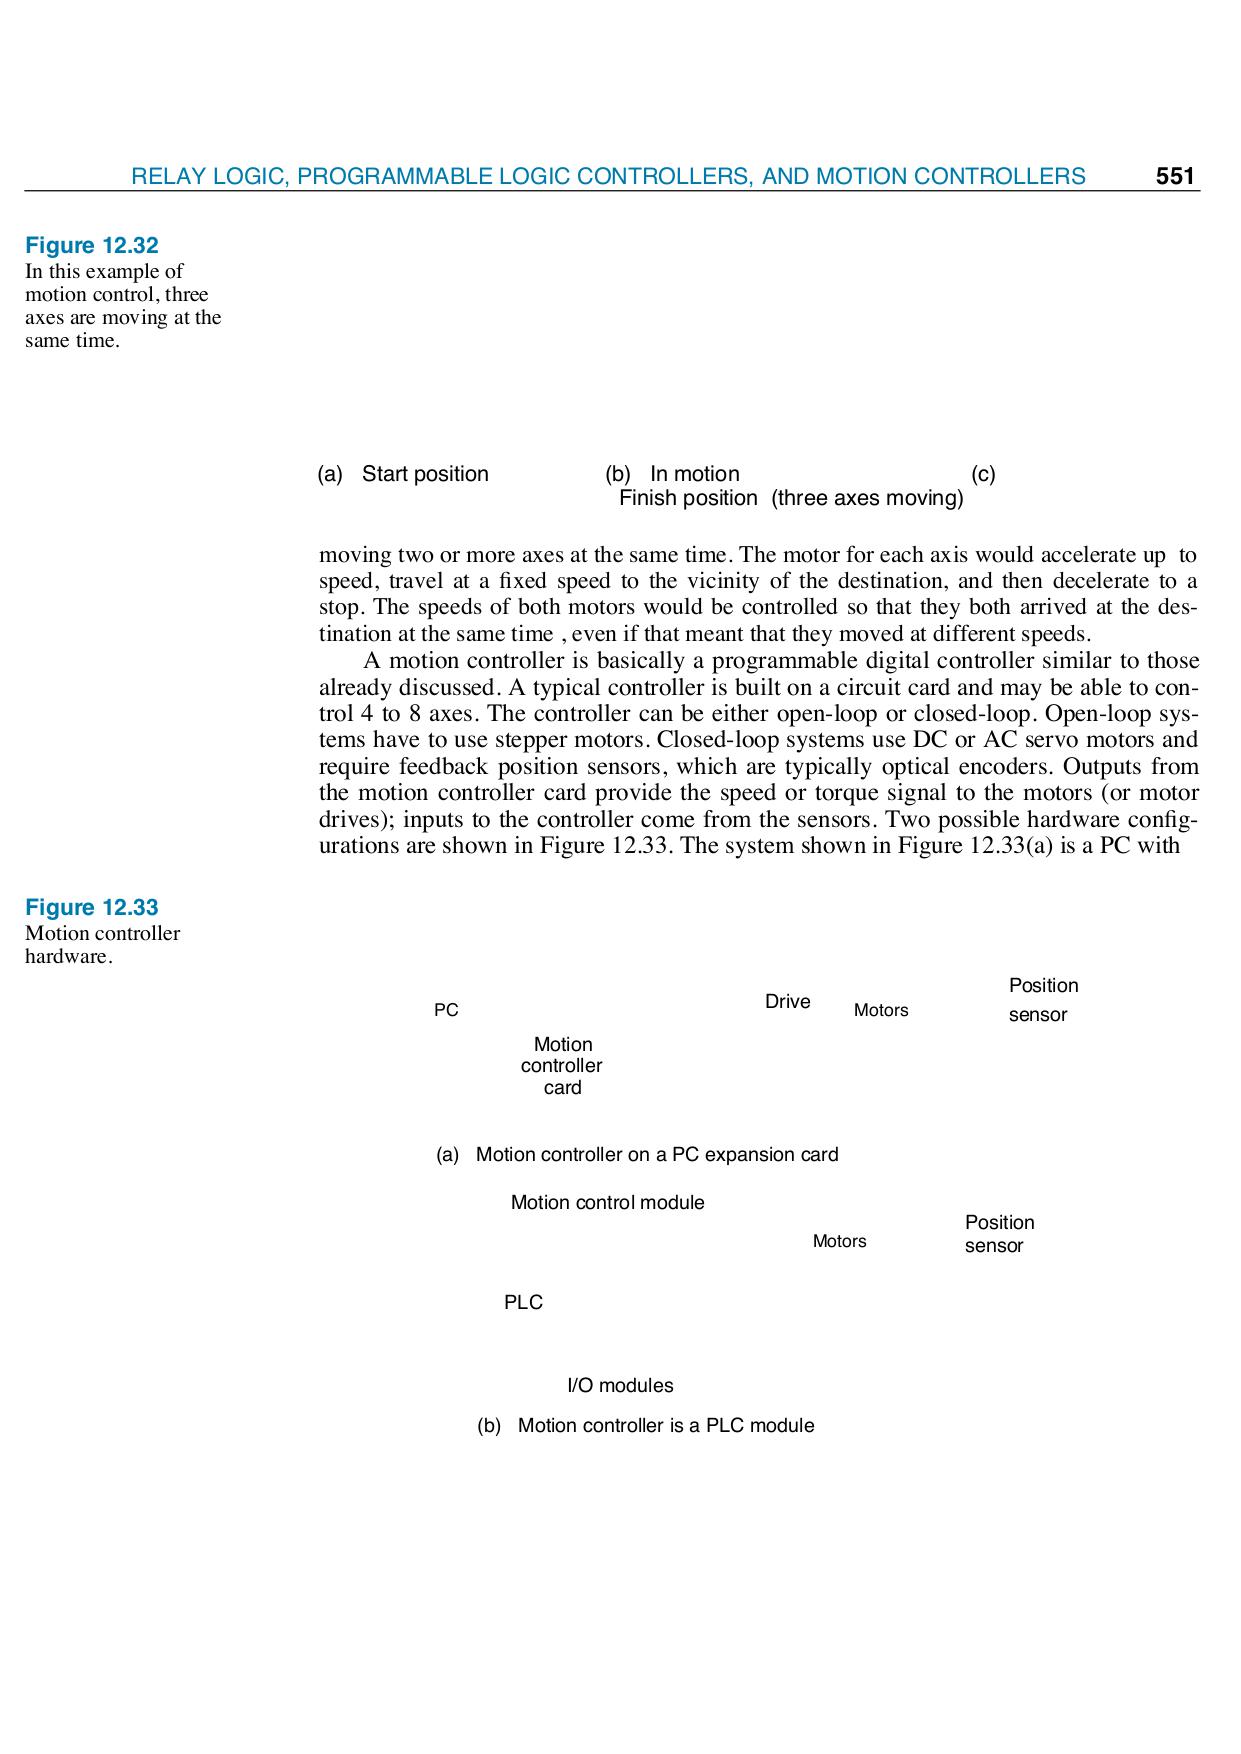 RELAY LOGIC, PROGRAMMABLE LOGIC CONTROLLERS, AND MOTION CONTROLLERS 551
Figure 12.32
In this example of
motion control, three
axes are moving at the
same time.
(a) Start position (b) In motion (c)
Finish position (three axes moving)
moving two or more axes at the same time. The motor for each axis would accelerate up to
speed, travel at a fixed speed to the vicinity of the destination, and then decelerate to a
stop. The speeds of both motors would be controlled so that they both arrived at the des-
tination at the same time , even if that meant that they moved at different speeds.
A motion controller is basically a programmable digital controller similar to those
already discussed. A typical controller is built on a circuit card and may be able to con-
trol 4 to 8 axes. The controller can be either open-loop or closed-loop. Open-loop sys-
tems have to use stepper motors. Closed-loop systems use DC or AC servo motors and
require feedback position sensors, which are typically optical encoders. Outputs from
the motion controller card provide the speed or torque signal to the motors (or motor
drives); inputs to the controller come from the sensors. Two possible hardware config-
urations are shown in Figure 12.33. The system shown in Figure 12.33(a) is a PC with
Figure 12.33
Motion controller
hardware.
Position
Drive
PC
Motors
sensor
Motion
controller
card
(a) Motion controller on a PC expansion card
Motion control module
Position
Motors
sensor
PLC
I/O modules
(b) Motion controller is a PLC module